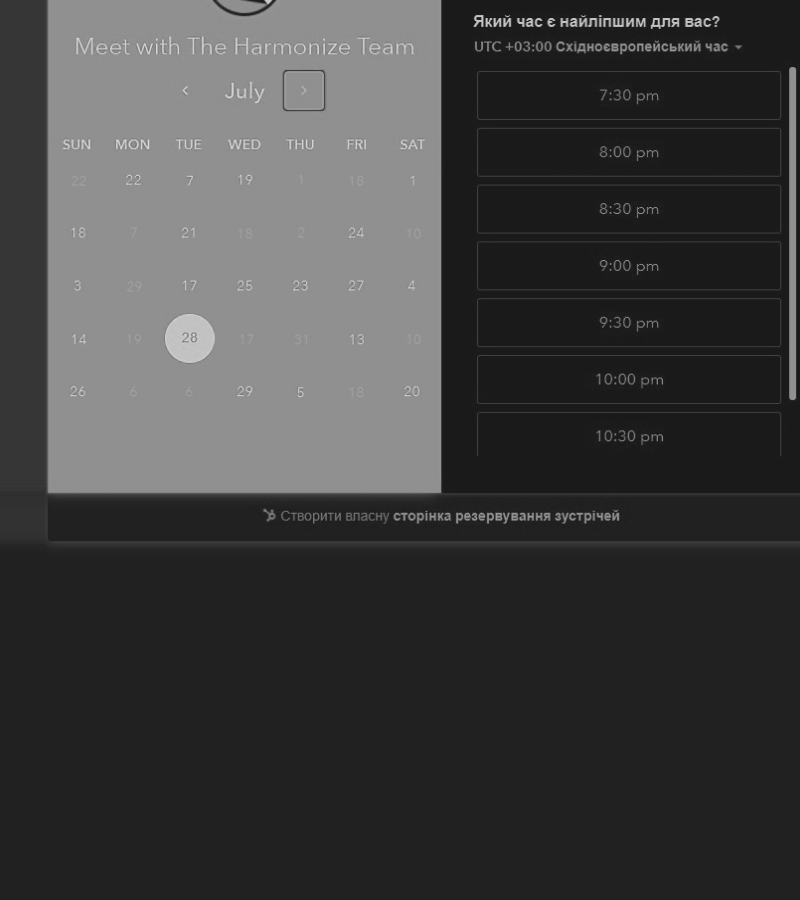 Meet with The Harmonize Team
July
SUN MON TUE WED THU FRI SAT
22 22 7 19 1 18 1
18 7 21 18 2 24 10
3 29 17 25 23 27 4
14 19 28 17 31 13 10
26 6 6 29 5 18 20
Який час є найліпшим для вас?
UTC +03:00 Східноєвропейський час
7:30 pm
8:00 pm
8:30 pm
9:00 pm
9:30 pm
10:00 pm
10:30 pm
Створити власну сторінка резервування зустрічей